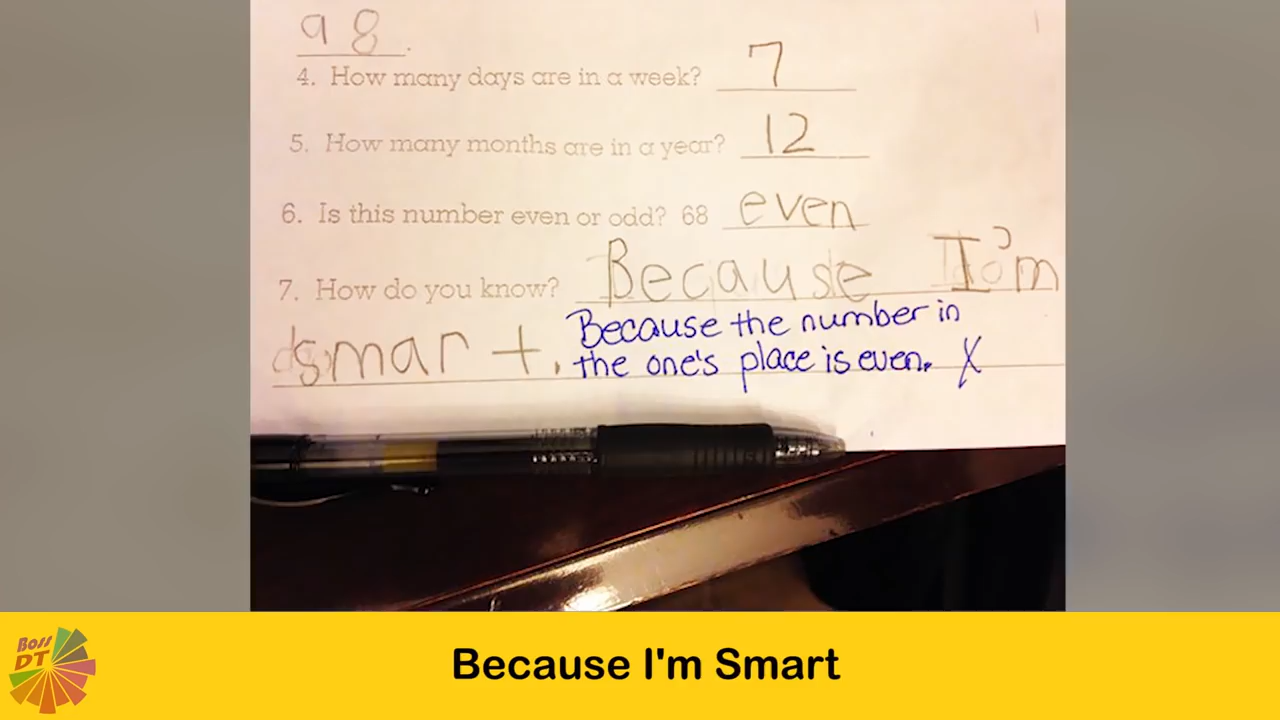 98.
4. How many days are in a week? 7
5. How many months are in a year? 12
6. Is this number even or odd? 68 even
7. How do you know? Because I'm
smart.
Because the number in
the one's place is even. X
Boss
DT
Because I'm Smart